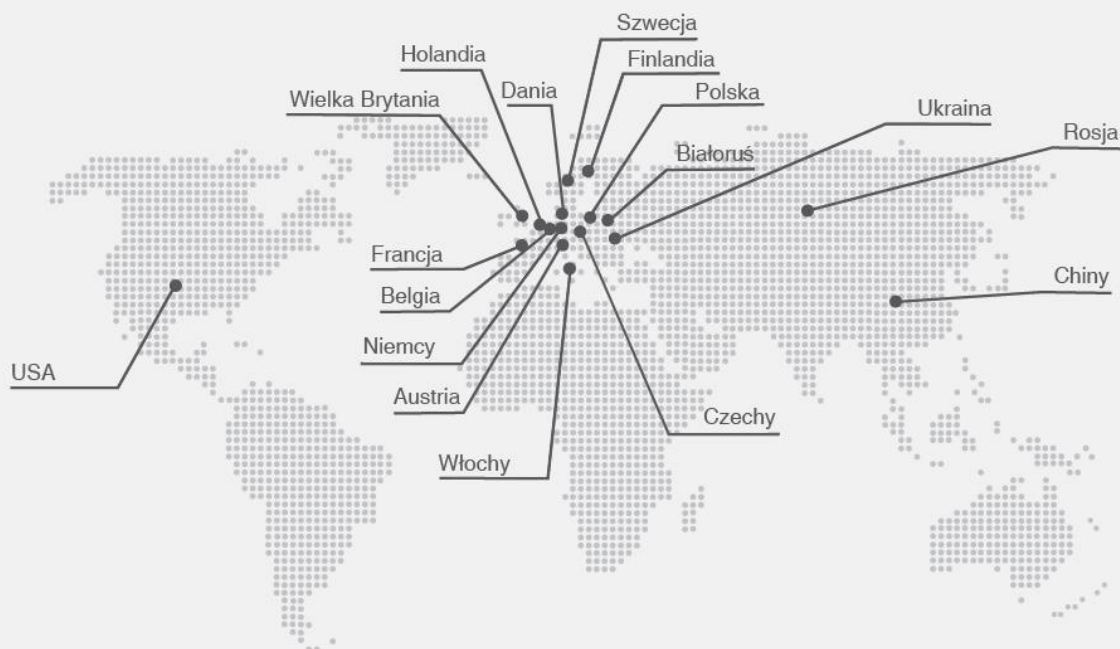 Szwecja
Holandia
Finlandia
Dania
Polska
Wielka Brytania
Ukraina
Rosja
Białoruś
Francja
Chiny
Belgia
Niemcy
USA
Austria
Czechy
Włochy